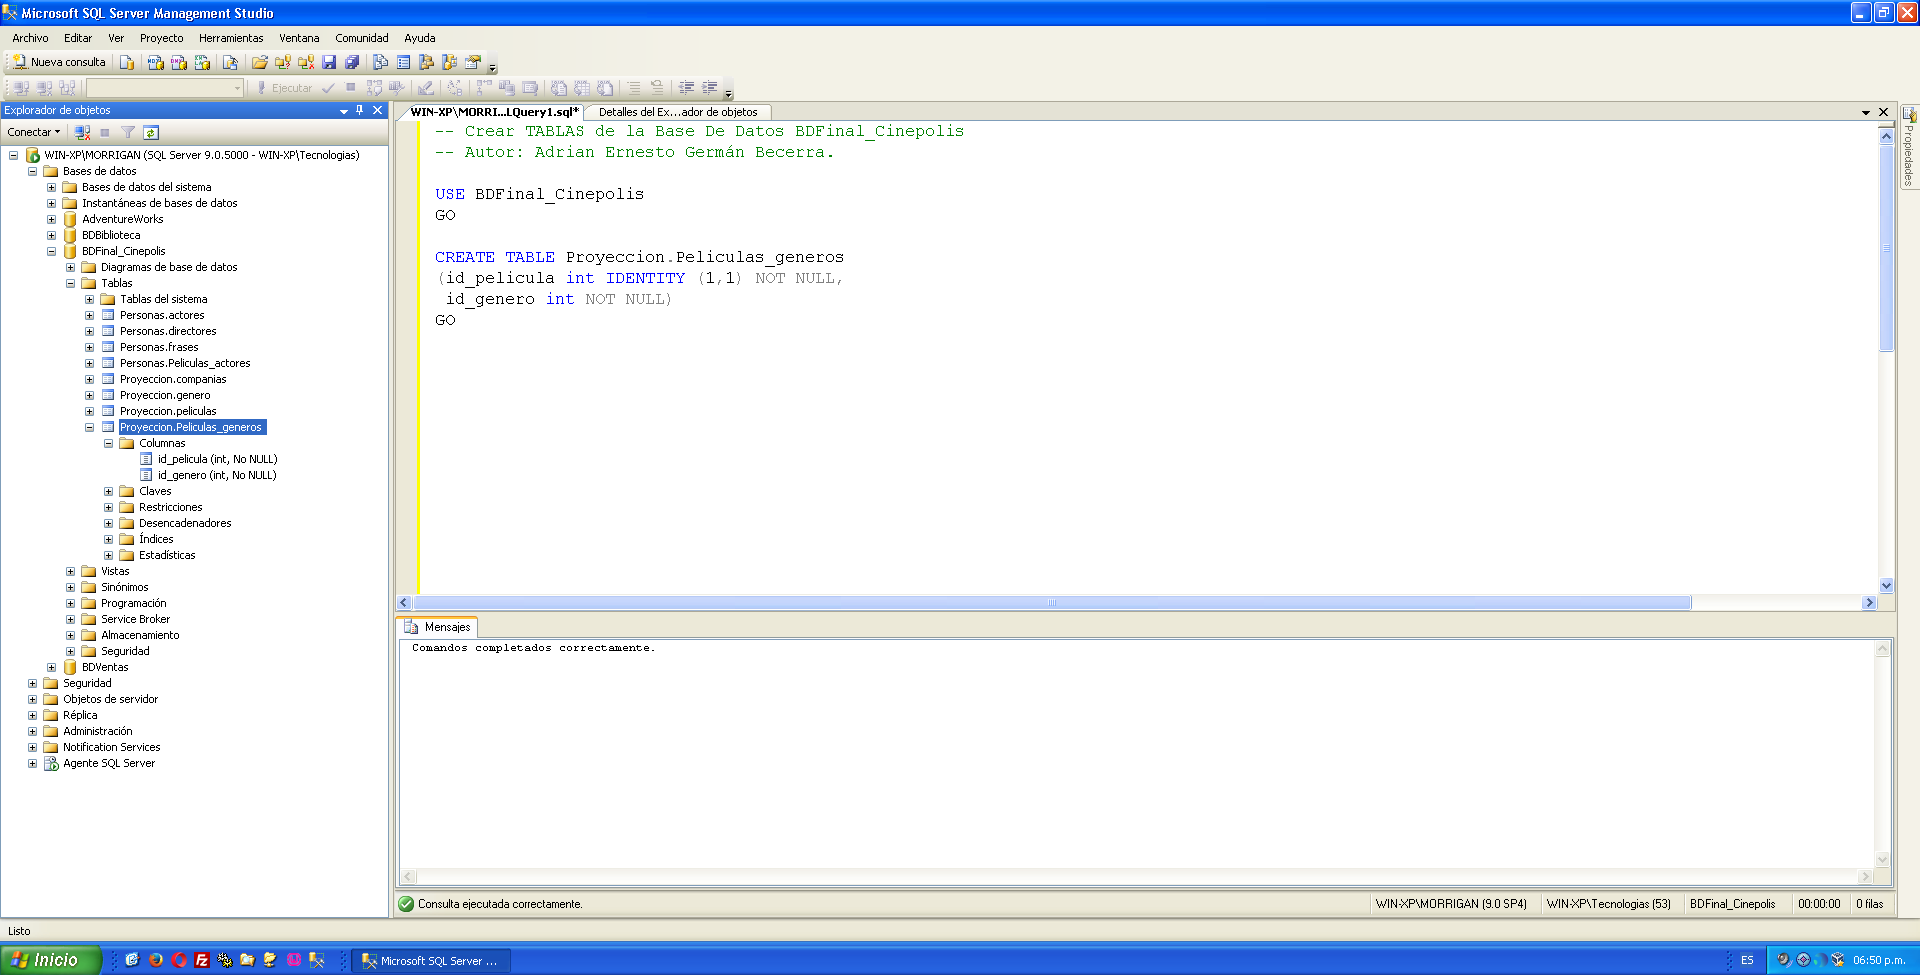 Microsoft SQL Server Management Studio
Archivo Editar Ver Proyecto Herramientas Ventana Comunidad Ayuda
Nueva consulta
Ejecutar
Explorador de objetos
Conectar
WIN-XP\MORRIGAN (SQL Server 9.0.5000 - WIN-XP\Tecnologias)
Bases de datos
Bases de datos del sistema
Instantáneas de bases de datos
AdventureWorks
BDBiblioteca
BDFinal_Cinepolis
Diagramas de base de datos
Tablas
Tablas del sistema
Personas.actores
Personas.directores
Personas.frases
Personas.Peliculas_actores
Proyeccion.companias
Proyeccion.genero
Proyeccion.peliculas
Proyeccion.Peliculas_generos
Columnas
id_pelicula (int, No NULL)
id_genero (int, No NULL)
Claves
Restricciones
Desencadenadores
Índices
Estadísticas
Vistas
Sinónimos
Programación
Service Broker
Almacenamiento
Seguridad
BDVentas
Seguridad
Objetos de servidor
Réplica
Administración
Notification Services
Agente SQL Server
WIN-XP\MORRI...LQuery1.sql* Detalles del Ex...ador de objetos
-- Crear TABLAS de la Base De Datos BDFinal_Cinepolis
-- Autor: Adrian Ernesto Germán Becerra.
USE BDFinal_Cinepolis
GO
CREATE TABLE Proyeccion.Peliculas_generos
(id_pelicula int IDENTITY (1,1) NOT NULL,
id_genero int NOT NULL)
GO
Propiedades
Mensajes
Comandos completados correctamente.
Consulta ejecutada correctamente. WIN-XP\MORRIGAN (9.0 SP4) WIN-XP\Tecnologias (53) BDFinal_Cinepolis 00:00:00 0 filas
Listo
Inicio Microsoft SQL Server ... ES 06:50 p.m.